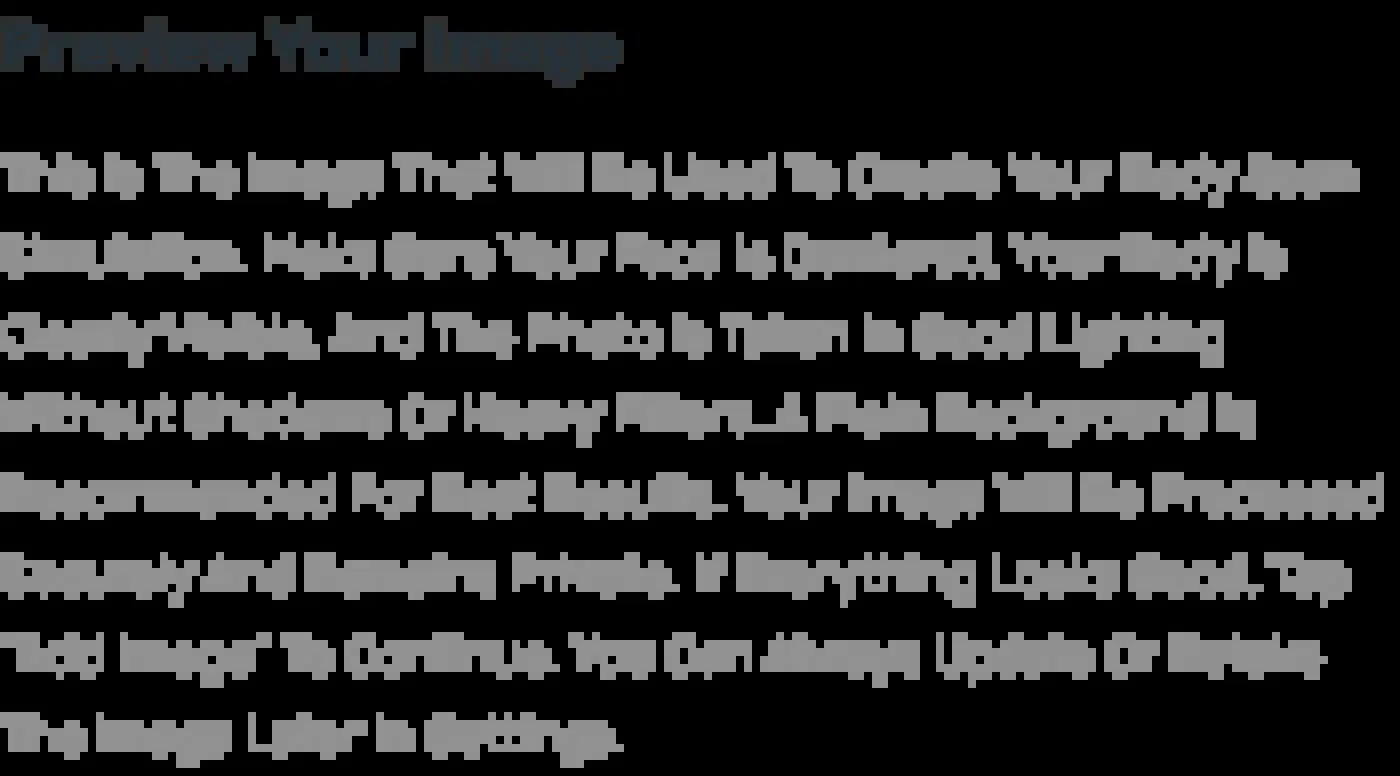 Preview Your Image
This Is The Image That Will Be Used To Create Your Body
Make Sure Your Face Is Centered, Your Body Is
Clearly Visible, And The Photo Is Taken In Good Lighting
Without Shadows Or Heavy Filters. A Plain Background Is
Recommended For Best Results. Your Image Will Be Processed
Securely And Remains Private. If Everything Looks Good, Tap
"Add Image" To Continue. You Can Always Update Or
The Image Later In Settings.